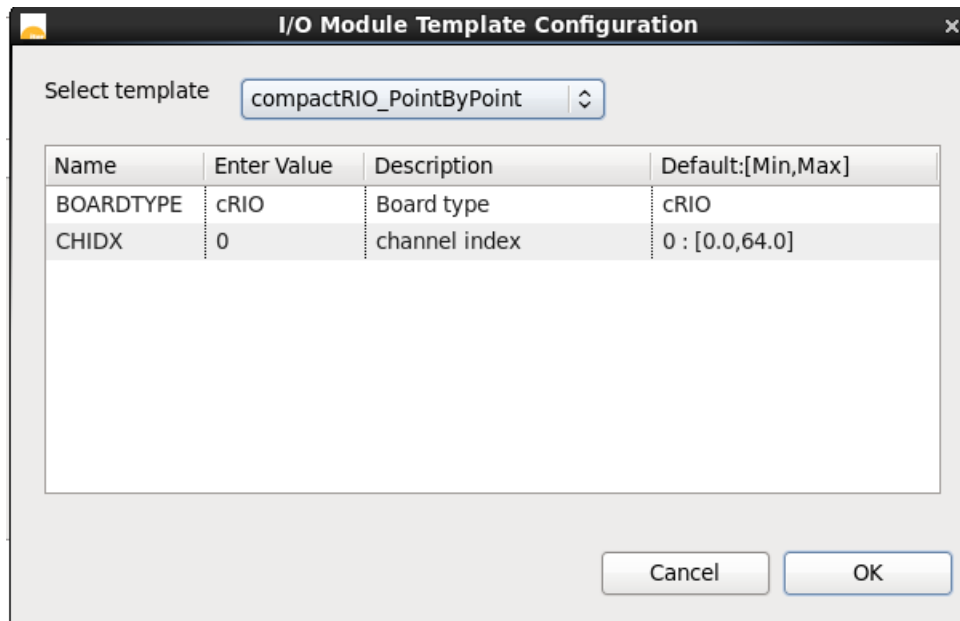 I/O Module Template Configuration
Select template compactRIO_PointByPoint
Name Enter Value Description Default:[Min,Max]
BOARDTYPE cRIO Board type cRIO
CHIDX 0 channel index 0 : [0.0,64.0]
Cancel OK